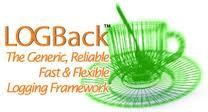 LOGBack™
The Generic, Reliable
Fast & Flexible
Logging Framework